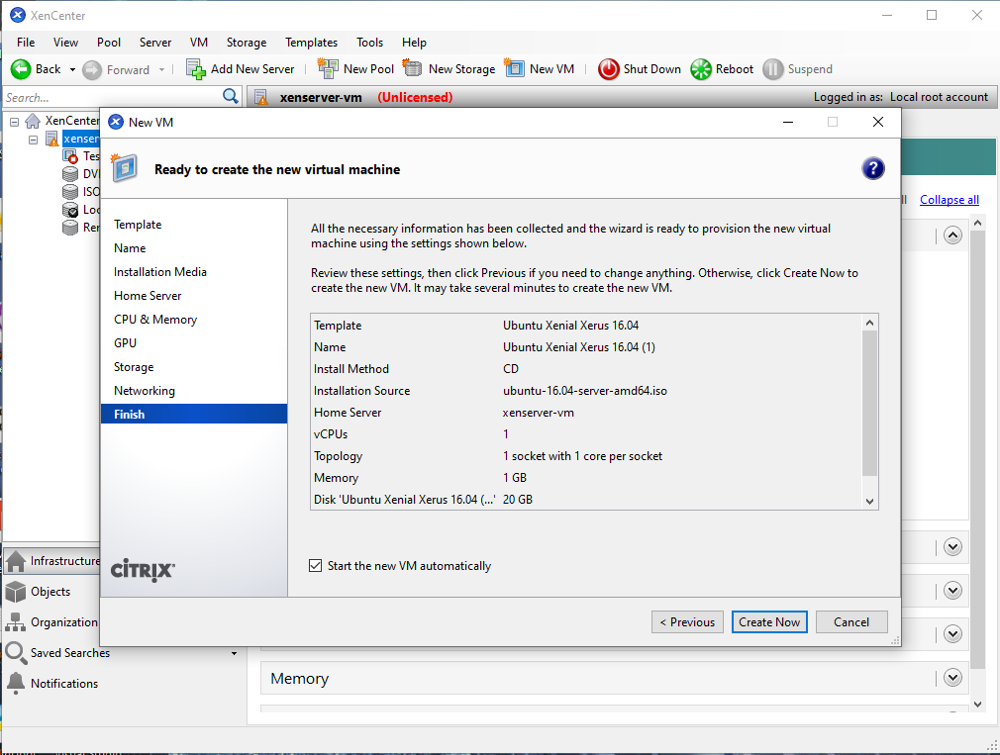 XenCenter
File View Pool Server VM Storage Templates Tools Help
Back Forward Add New Server New Pool New Storage New VM Shut Down Reboot Suspend
Search...
xenserver-vm (Unlicensed) Logged in as: Local root account
XenCenter
xenser
Tes
DV
ISO
Loc
Ren
Collapse all
New VM
Ready to create the new virtual machine
?
Template
Name
Installation Media
Home Server
CPU & Memory
GPU
Storage
Networking
Finish
CITRIX
All the necessary information has been collected and the wizard is ready to provision the new virtual
machine using the settings shown below.
Review these settings, then click Previous if you need to change anything. Otherwise, click Create Now to
create the new VM. It may take several minutes to create the new VM.
Template Ubuntu Xenial Xerus 16.04
Name Ubuntu Xenial Xerus 16.04 (1)
Install Method CD
Installation Source ubuntu-16.04-server-amd64.iso
Home Server xenserver-vm
vCPUs 1
Topology 1 socket with 1 core per socket
Memory 1 GB
Disk 'Ubuntu Xenial Xerus 16.04 (...' 20 GB
Start the new VM automatically
< Previous Create Now Cancel
Infrastructure
Objects
Organization
Saved Searches
Notifications
Memory